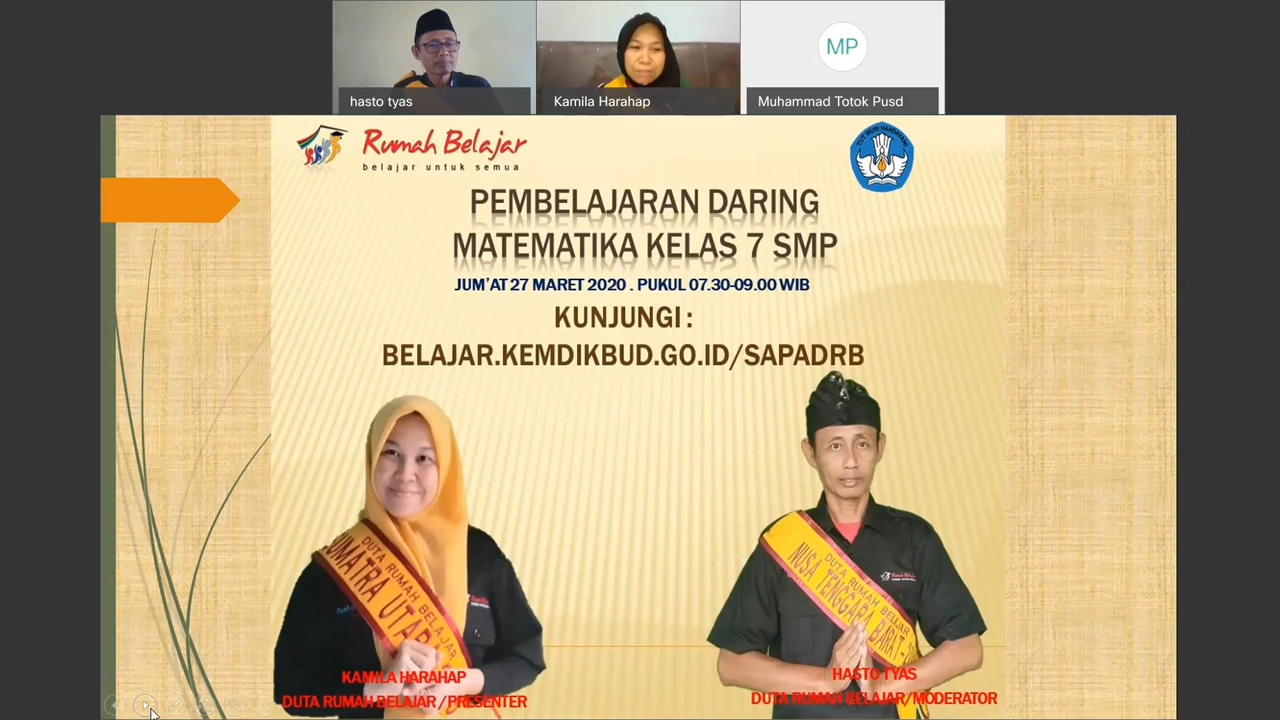 hasto tyas
Kamila Harahap
MP
Muhammad Totok Pusd
Rumah Belajar
belajar untuk semua
TUT WURI HANDAYANI
PEMBELAJARAN DARING
MATEMATIKA KELAS 7 SMP
JUM'AT 27 MARET 2020 . PUKUL 07.30-09.00 WIB
KUNJUNGI :
BELAJAR.KEMDIKBUD.GO.ID/SAPADRB
DUTA RUMAH BELAJAR
SUMATRA UTARA
DUTA RUMAH BELAJAR
NUSA TENGGARA BARAT
KAMILA HARAHAP
DUTA RUMAH BELAJAR /PRESENTER
HASTO TYAS
DUTA RUMAH BELAJAR/MODERATOR